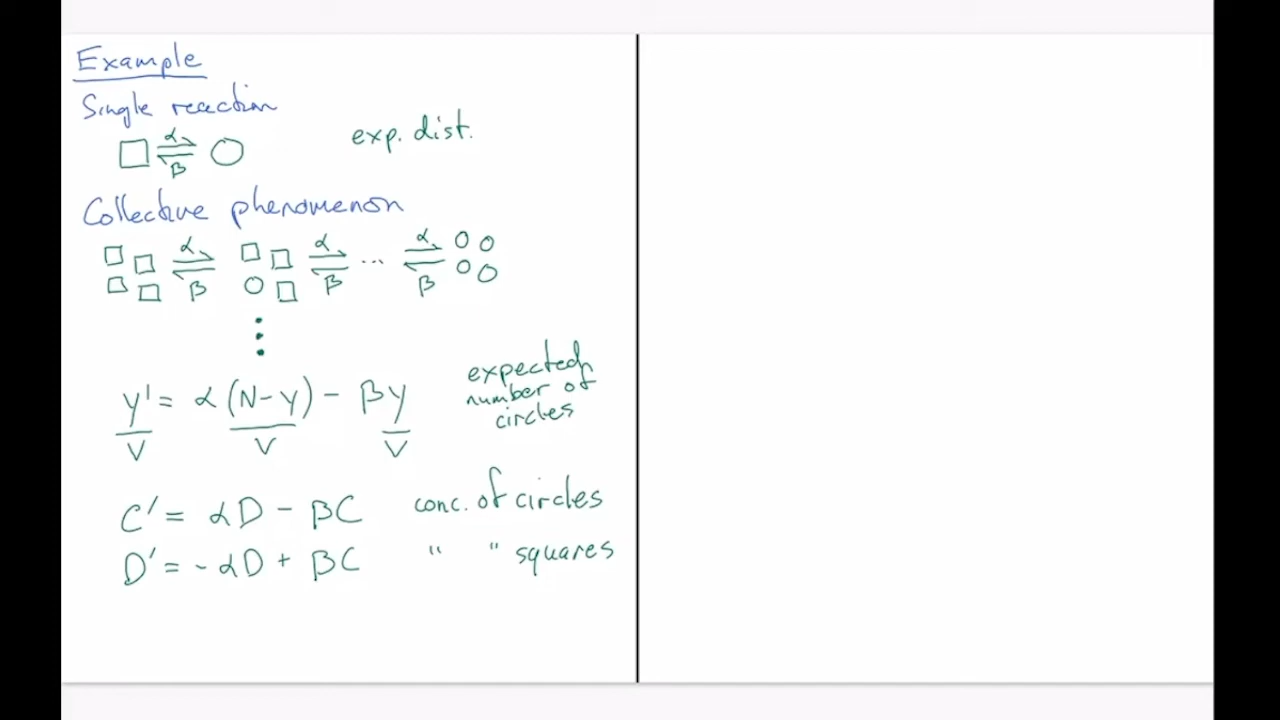 Example
Single reaction
□ α⇌β ○ exp. dist.
Collective phenomenon
α α ... α
β β β
⋮
y' = α (N-y) - βy expected number of circles
V V V
C' = αD - βC conc. of circles
D' = -αD + βC " " squares